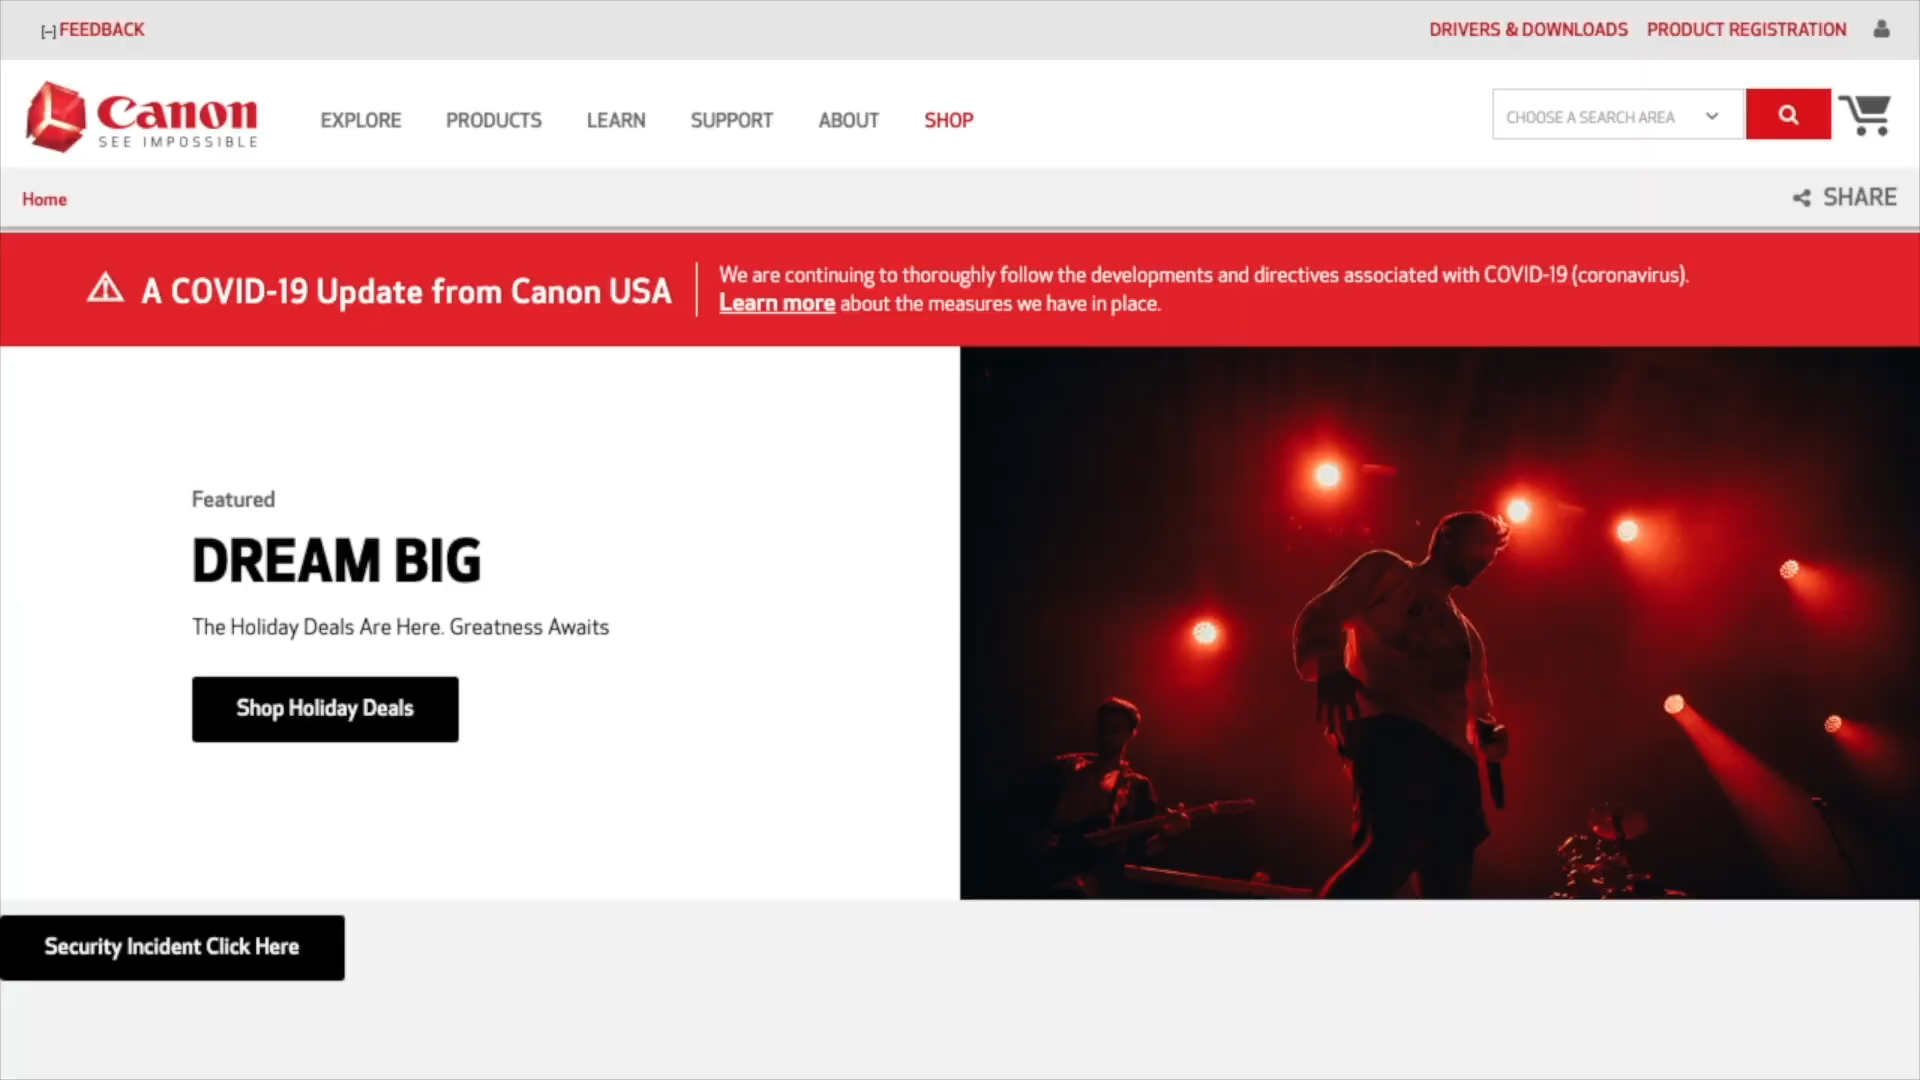 [–] FEEDBACK
DRIVERS & DOWNLOADS PRODUCT REGISTRATION
Canon
SEE IMPOSSIBLE
EXPLORE PRODUCTS LEARN SUPPORT ABOUT SHOP
CHOOSE A SEARCH AREA
Home
SHARE
A COVID-19 Update from Canon USA
We are continuing to thoroughly follow the developments and directives associated with COVID-19 (coronavirus).
Learn more about the measures we have in place.
Featured
DREAM BIG
The Holiday Deals Are Here. Greatness Awaits
Shop Holiday Deals
Security Incident Click Here